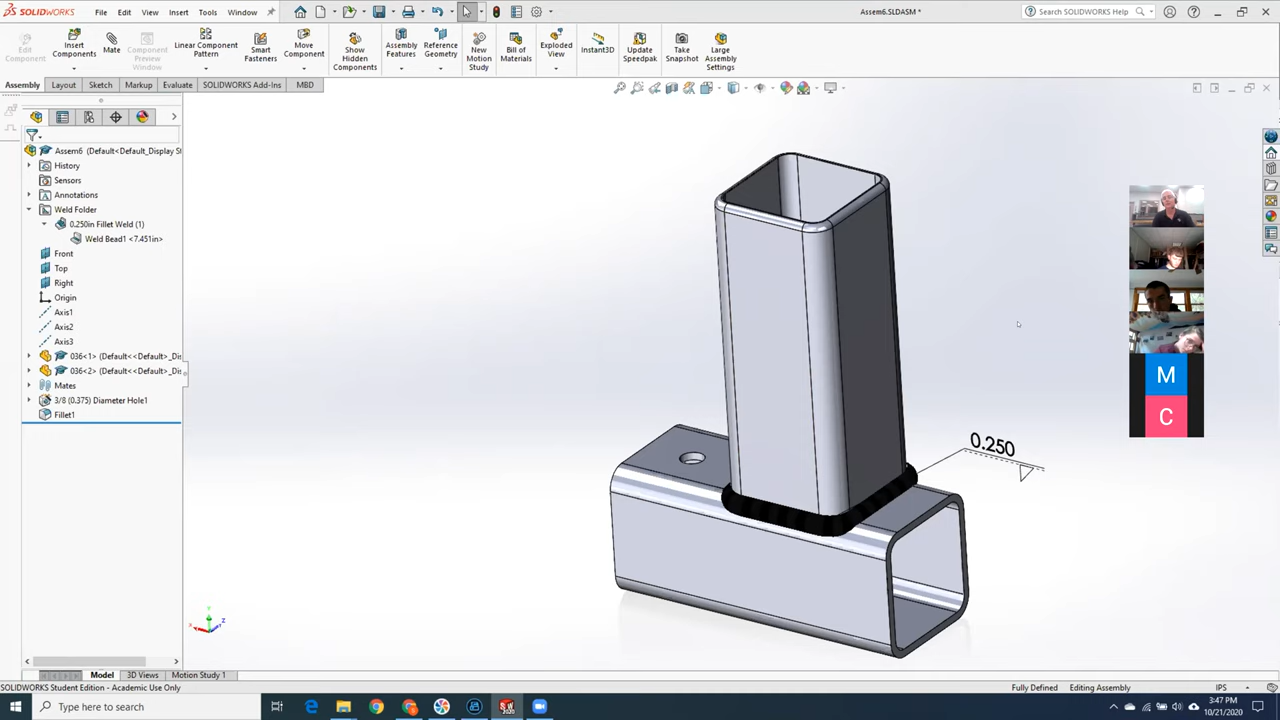 SOLIDWORKS File Edit View Insert Tools Window Assem6.SLDASM * Search SOLIDWORKS Help
Edit Component
Insert Components
Mate
Component Preview Window
Linear Component Pattern
Smart Fasteners
Move Component
Show Hidden Components
Assembly Features
Reference Geometry
New Motion Study
Bill of Materials
Exploded View
Instant3D
Update Speedpak
Take Snapshot
Large Assembly Settings
Assembly Layout Sketch Markup Evaluate SOLIDWORKS Add-Ins MBD
Assem6 (Default<Default_Display St
History
Sensors
Annotations
Weld Folder
0.250in Fillet Weld (1)
Weld Bead1 <7.451in>
Front
Top
Right
Origin
Axis1
Axis2
Axis3
036<1> (Default<<Default>_Dis
036<2> (Default<<Default>_Dis
Mates
3/8 (0.375) Diameter Hole1
Fillet1
0.250
M
C
Y
X
Z
Model 3D Views Motion Study 1
SOLIDWORKS Student Edition - Academic Use Only Fully Defined Editing Assembly IPS
Type here to search
3:47 PM
10/21/2020